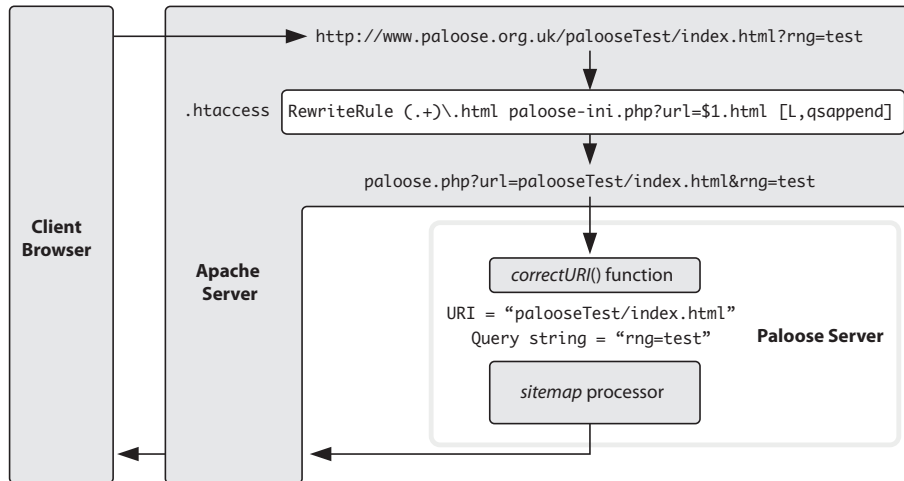 http://www.paloose.org.uk/palooseTest/index.html?rng=test
.htaccess
RewriteRule (.+)\.html paloose-ini.php?url=$1.html [L,qsappend]
paloose.php?url=palooseTest/index.html&rng=test
Client
Browser
Apache
Server
correctURI() function
URI = “palooseTest/index.html”
Query string = “rng=test”
Paloose Server
sitemap processor